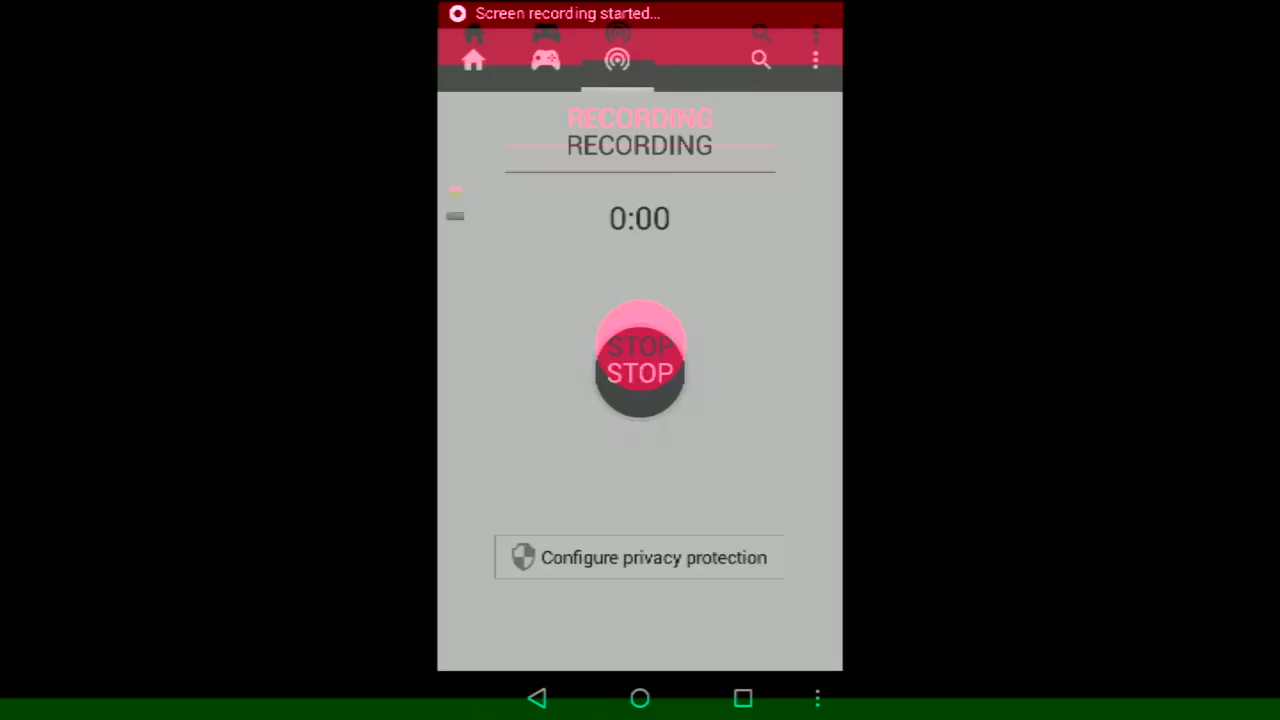 Screen recording started...
RECORDING
RECORDING
0:00
STOP
STOP
Configure privacy protection